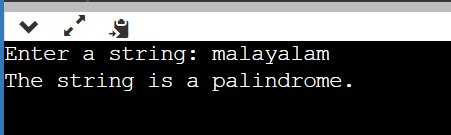 Enter a string: malayalam
The string is a palindrome.